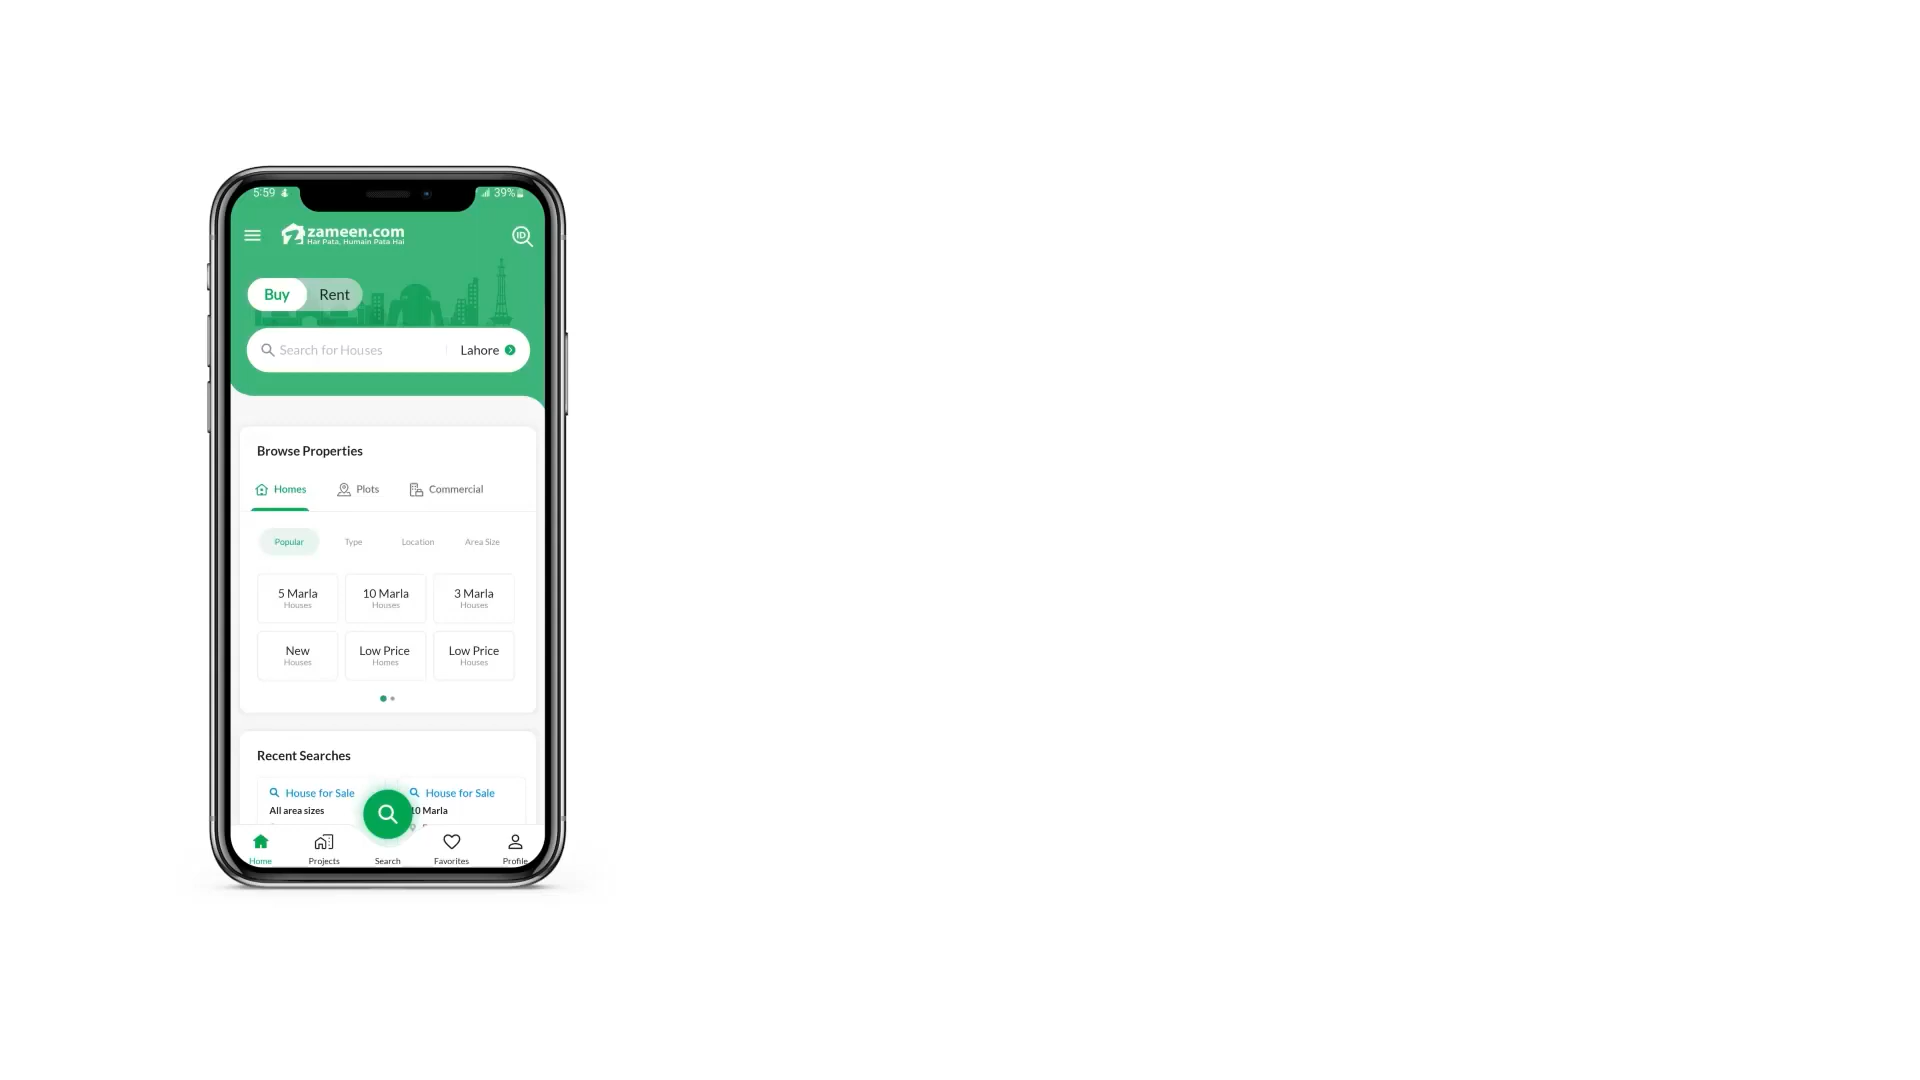 5:59
39%
zameen.com
Har Pata, Humain Pata Hai
ID
Buy Rent
Search for Houses Lahore
Browse Properties
Homes Plots Commercial
Popular Type Location Area Size
5 Marla 10 Marla 3 Marla
Houses Houses Houses
New Low Price Low Price
Houses Homes Houses
Recent Searches
House for Sale House for Sale
All area sizes 10 Marla
Home Projects Search Favorites Profile